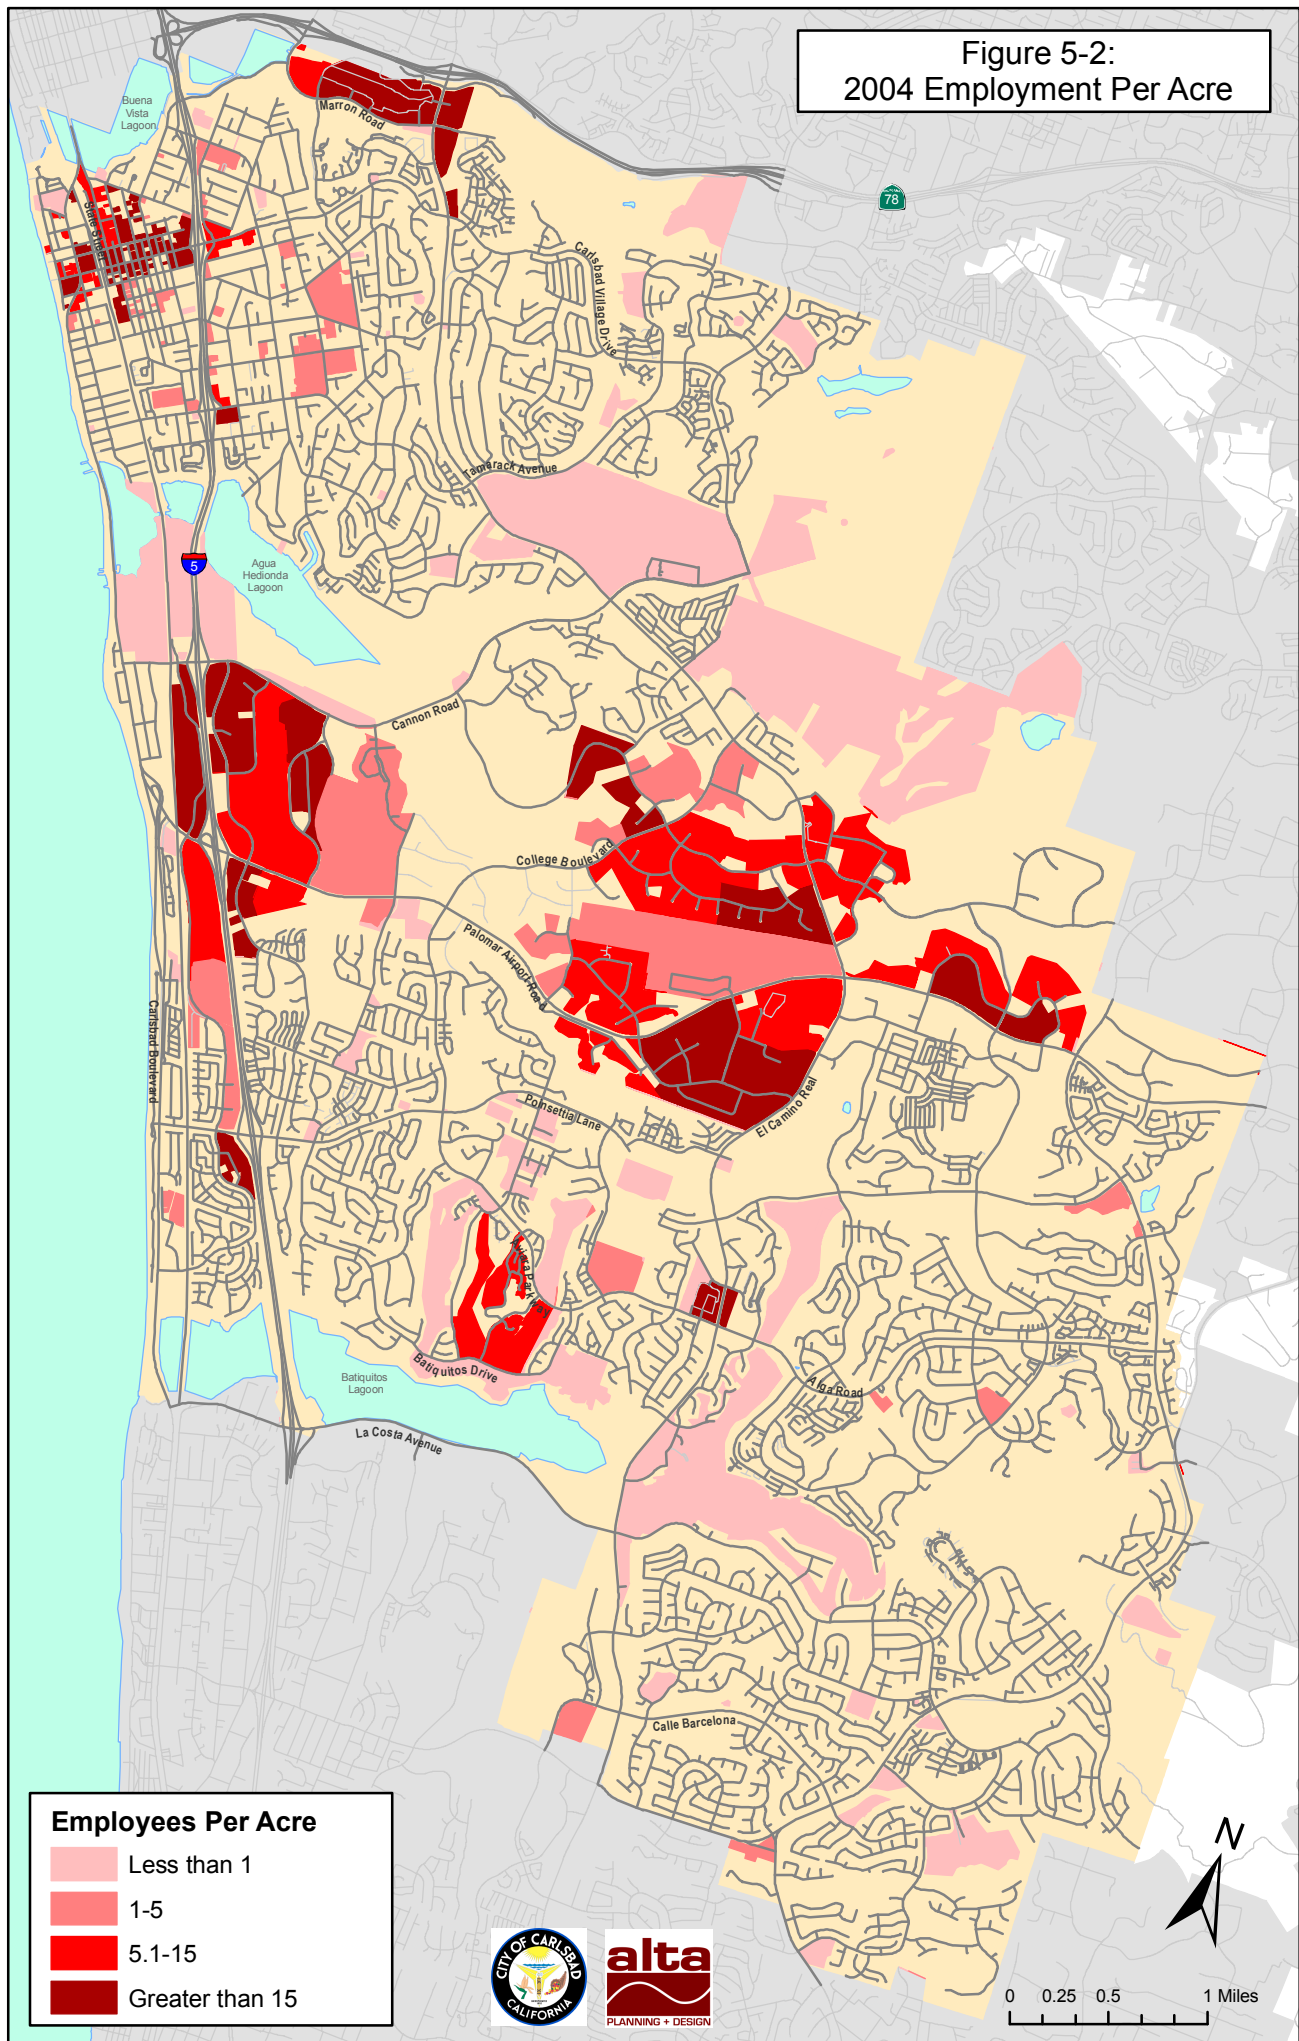 Figure 5-2:
2004 Employment Per Acre
Buena
Vista
Lagoon
Marron Road
78
State Street
Carlsbad Village Drive
Tamarack Avenue
5
Agua
Hedionda
Lagoon
Cannon Road
College Boulevard
Palomar Airport Road
Carlsbad Boulevard
El Camino Real
Poinsettia Lane
Aviara Parkway
Batiquitos Drive
Batiquitos
Lagoon
Alga Road
La Costa Avenue
Calle Barcelona
Employees Per Acre
Less than 1
1-5
5.1-15
Greater than 15
CITY OF CARLSBAD
CALIFORNIA
alta
PLANNING + DESIGN
N
0 0.25 0.5 1 Miles